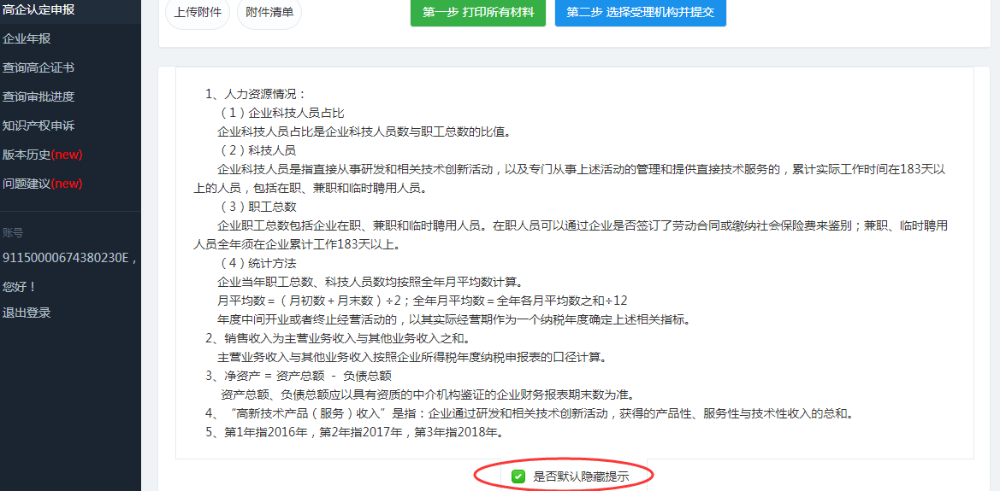 高企认定申报
企业年报
查询高企证书
查询审批进度
知识产权申诉
版本历史(new)
问题建议(new)
账号
91150000674380230E，
您好！
退出登录
上传附件
附件清单
第一步 打印所有材料
第二步 选择受理机构并提交
1、人力资源情况：
（1）企业科技人员占比
企业科技人员占比是企业科技人员数与职工总数的比值。
（2）科技人员
企业科技人员是指直接从事研发和相关技术创新活动，以及专门从事上述活动的管理和提供直接技术服务的，累计实际工作时间在183天以
上的人员，包括在职、兼职和临时聘用人员。
（3）职工总数
企业职工总数包括企业在职、兼职和临时聘用人员。在职人员可以通过企业是否签订了劳动合同或缴纳社会保险费来鉴别；兼职、临时聘用
人员全年须在企业累计工作183天以上。
（4）统计方法
企业当年职工总数、科技人员数均按照全年月平均数计算。
月平均数＝（月初数＋月末数）÷2；全年月平均数＝全年各月平均数之和÷12
年度中间开业或者终止经营活动的，以其实际经营期作为一个纳税年度确定上述相关指标。
2、销售收入为主营业务收入与其他业务收入之和。
主营业务收入与其他业务收入按照企业所得税年度纳税申报表的口径计算。
3、净资产 = 资产总额 － 负债总额
资产总额、负债总额应以具有资质的中介机构鉴证的企业财务报表期末数为准。
4、“高新技术产品（服务）收入”是指：企业通过研发和相关技术创新活动，获得的产品性、服务性与技术性收入的总和。
5、第1年指2016年，第2年指2017年，第3年指2018年。
是否默认隐藏提示